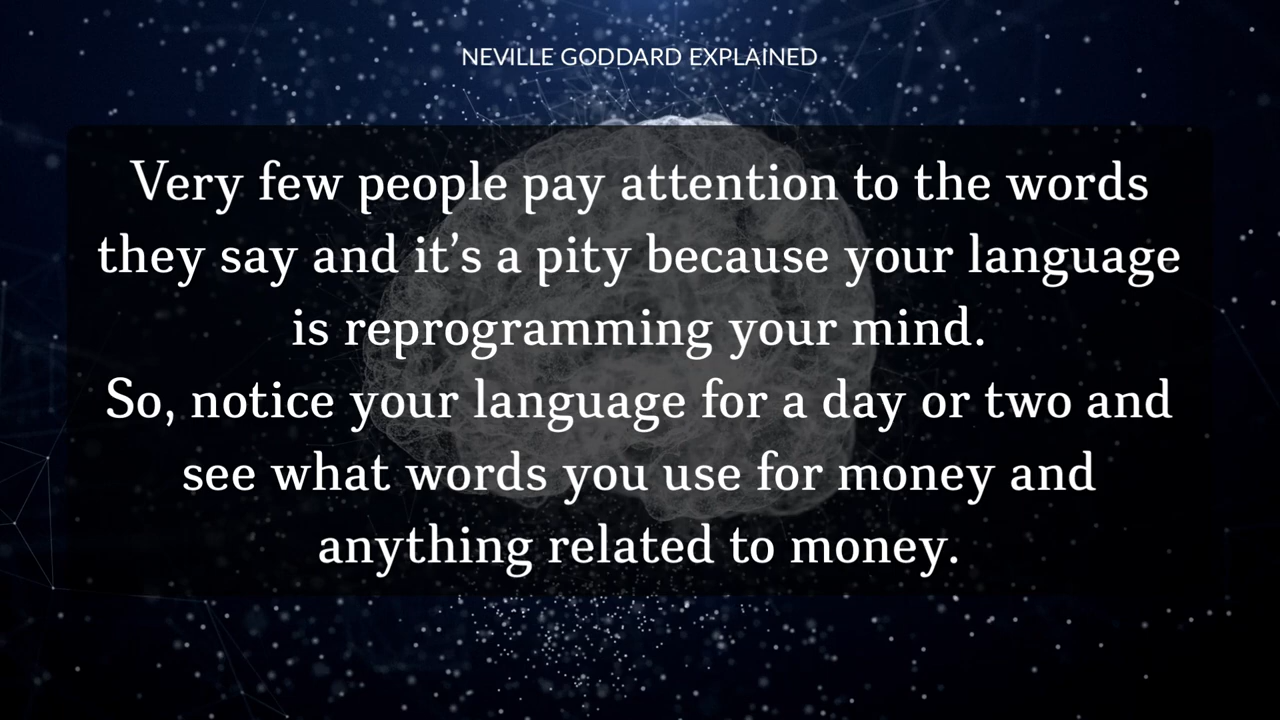 NEVILLE GODDARD EXPLAINED
Very few people pay attention to the words
they say and it’s a pity because your language
is reprogramming your mind.
So, notice your language for a day or two and
see what words you use for money and
anything related to money.